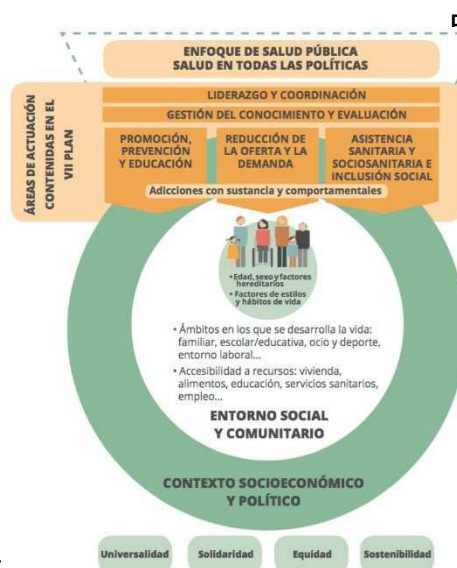 D
ENFOQUE DE SALUD PÚBLICA
SALUD EN TODAS LAS POLÍTICAS
ÁREAS DE ACTUACIÓN
CONTENIDAS EN EL
VII PLAN
LIDERAZGO Y COORDINACIÓN
GESTIÓN DEL CONOCIMIENTO Y EVALUACIÓN
PROMOCIÓN,
PREVENCIÓN
Y EDUCACIÓN
REDUCCIÓN DE
LA OFERTA Y LA
DEMANDA
ASISTENCIA
SANITARIA Y
SOCIOSANITARIA E
INCLUSIÓN SOCIAL
Adicciones con sustancia y comportamentales
• Edad, sexo y factores
hereditarios
• Factores de estilos
y hábitos de vida
• Ámbitos en los que se desarrolla la vida:
familiar, escolar/educativa, ocio y deporte,
entorno laboral...
• Accesibilidad a recursos: vivienda,
alimentos, educación, servicios sanitarios,
empleo...
ENTORNO SOCIAL
Y COMUNITARIO
CONTEXTO SOCIOECONÓMICO
Y POLÍTICO
Universalidad
Solidaridad
Equidad
Sostenibilidad